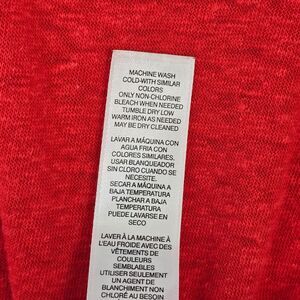 MACHINE WASH
COLD-WITH SIMILAR
COLORS
ONLY NON-CHLORINE
BLEACH WHEN NEEDED
TUMBLE DRY LOW
WARM IRON AS NEEDED
MAY BE DRY CLEANED
LAVAR A MÁQUINA CON
AGUA FRIA CON
COLORES SIMILARES.
USAR BLANQUEADOR
SIN CLORO CUANDO SE
NECESITE.
SECAR A MÁQUINA A
BAJA TEMPERATURA
PLANCHAR A BAJA
TEMPERATURA
PUEDE LAVARSE EN
SECO
LAVER À LA MACHINE À
L'EAU FROIDE AVEC DES
VÊTEMENTS DE
COULEURS
SEMBLABLES
UTILISER SEULEMENT
UN AGENT DE
BLANCHIMENT NON
CHLORÉ AU BESOIN